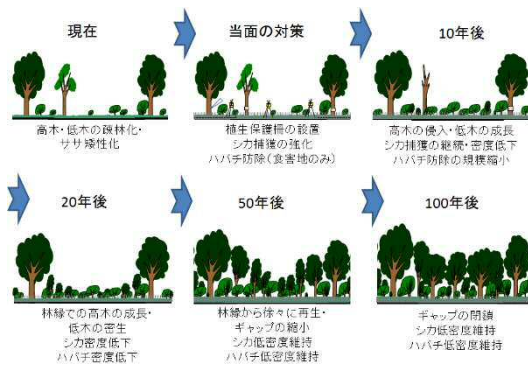 現在
高木・低木の疎林化・
ササ矮性化
当面の対策
植生保護柵の設置
シカ捕獲の強化
ハバチ防除(食害地のみ)
10年後
高木の侵入・低木の成長
シカ捕獲の継続・密度低下
ハバチ防除の規模縮小
20年後
林縁での高木の成長・
低木の密生
シカ密度低下
ハバチ密度低下
50年後
林縁から徐々に再生・
ギャップの縮小
シカ低密度維持
ハバチ低密度維持
100年後
ギャップの閉鎖
シカ低密度維持
ハバチ低密度維持